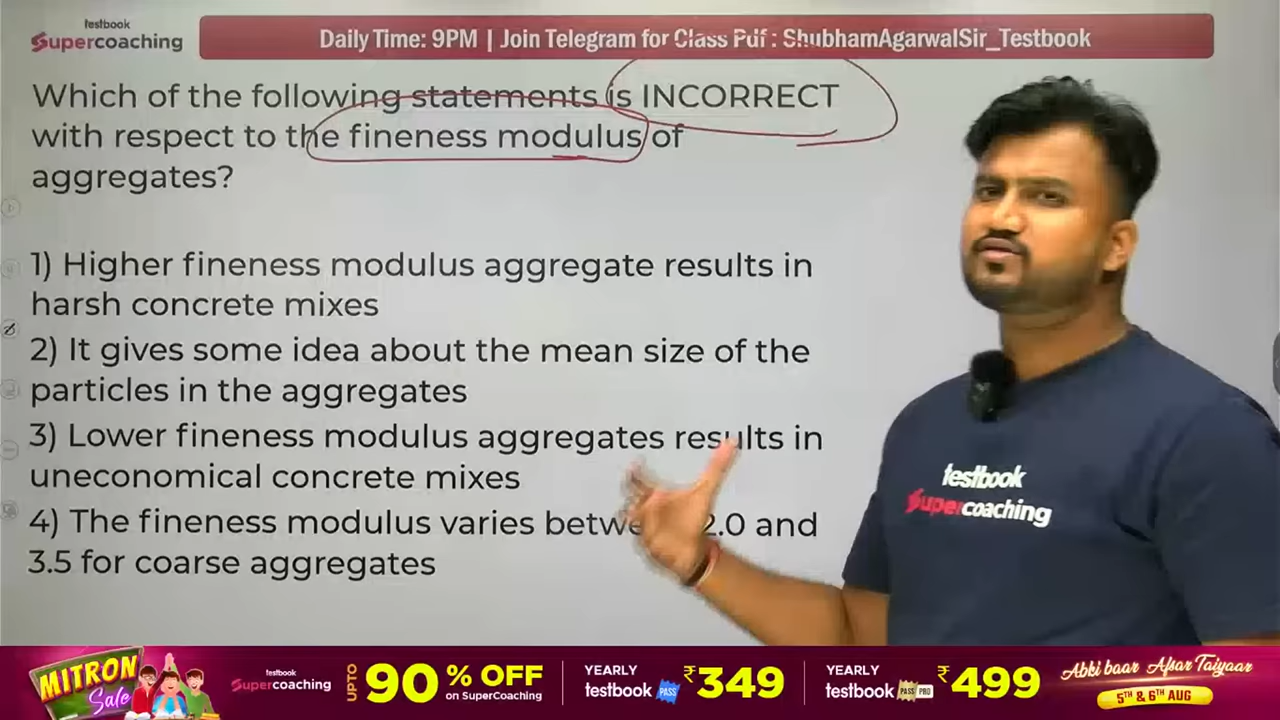 testbook
Supercoaching
Daily Time: 9PM | Join Telegram for Class Pdf : ShubhamAgarwalSir_Testbook
Which of the following statements is INCORRECT
with respect to the fineness modulus of
aggregates?
1) Higher fineness modulus aggregate results in
harsh concrete mixes
2) It gives some idea about the mean size of the
particles in the aggregates
3) Lower fineness modulus aggregates results in
uneconomical concrete mixes
4) The fineness modulus varies 2.0 and
3.5 for coarse aggregates
testbook
Supercoaching
MITRON
Sale
testbook
Supercoaching
UPTO 90 % OFF
on SuperCoaching
YEARLY
testbook PASS
₹349
YEARLY
testbook PASS PRO
₹499
Abki baar Afsar Taiyaar
5TH & 6TH AUG